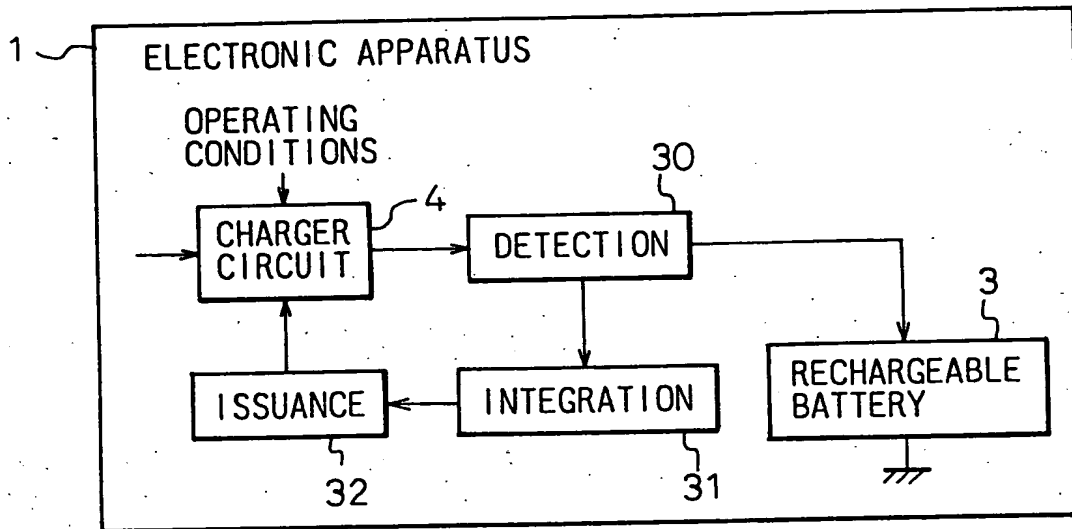 1
ELECTRONIC APPARATUS
OPERATING
CONDITIONS
4
30
CHARGER
CIRCUIT
DETECTION
3
RECHARGEABLE
BATTERY
ISSUANCE
INTEGRATION
32
31